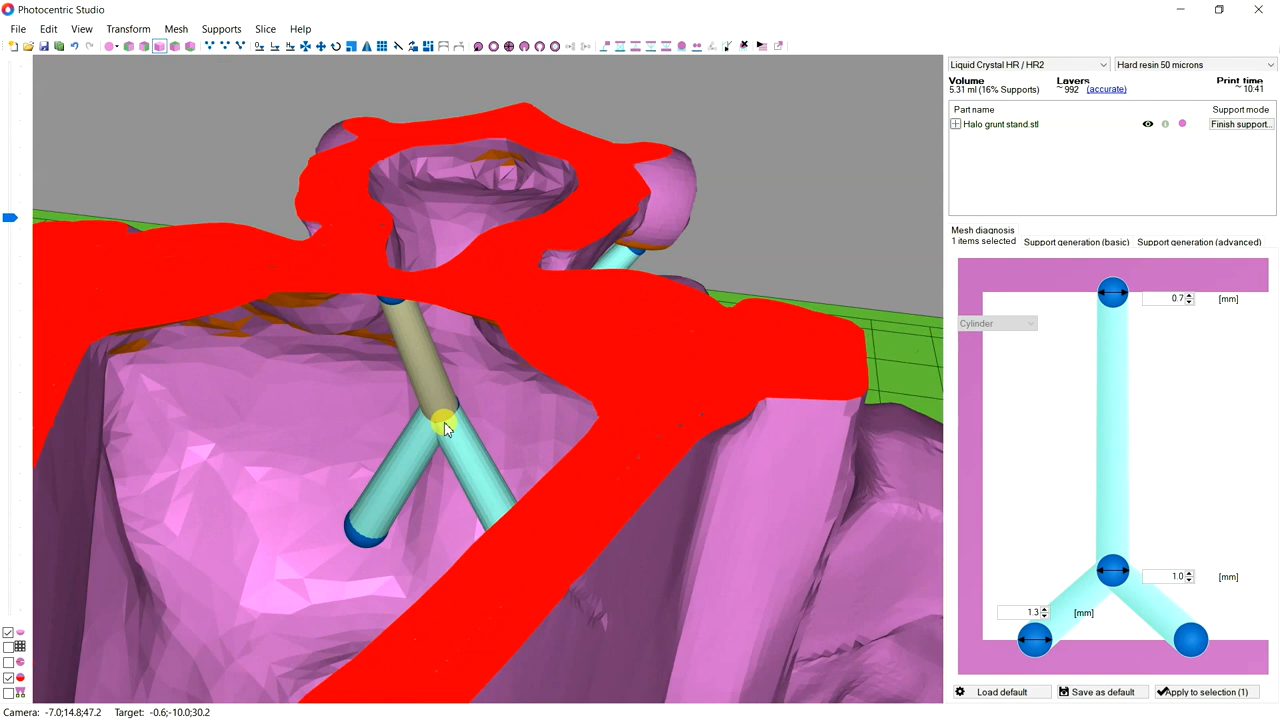 Photocentric Studio
File Edit View Transform Mesh Supports Slice Help
Liquid Crystal HR / HR2
Hard resin 50 microns
Volume Layers Print time
5.31 ml (16% Supports) ~ 992 (accurate) ~ 10:41
Part name Support mode
Halo grunt stand.stl Finish support..
Mesh diagnosis
1 items selected Support generation (basic) Support generation (advanced)
0.7 [mm]
Cylinder
1.0 [mm]
1.3 [mm]
Load default Save as default Apply to selection (1)
Camera: -7.0;14.8;47.2 Target: -0.6;-10.0;30.2